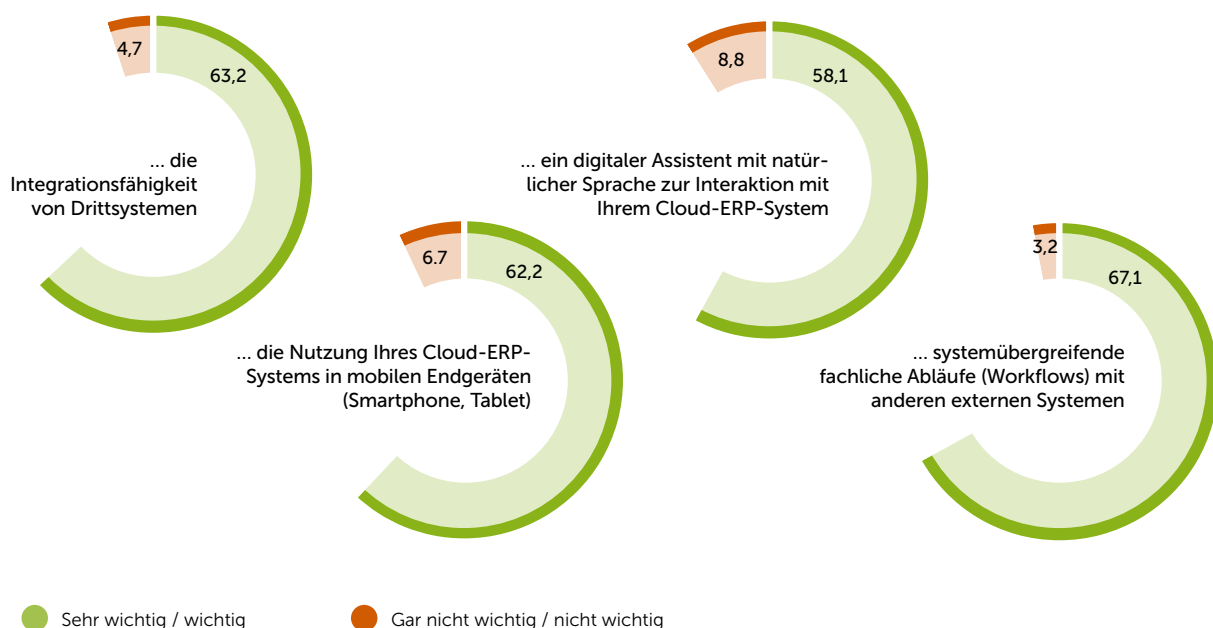 4,7
63,2
... die
Integrationsfähigkeit
von Drittsystemen
8,8
58,1
... ein digitaler Assistent mit natür-
licher Sprache zur Interaktion mit
Ihrem Cloud-ERP-System
6.7
62,2
... die Nutzung Ihres Cloud-ERP-
Systems in mobilen Endgeräten
(Smartphone, Tablet)
3,2
67,1
... systemübergreifende
fachliche Abläufe (Workflows) mit
anderen externen Systemen
Sehr wichtig / wichtig
Gar nicht wichtig / nicht wichtig